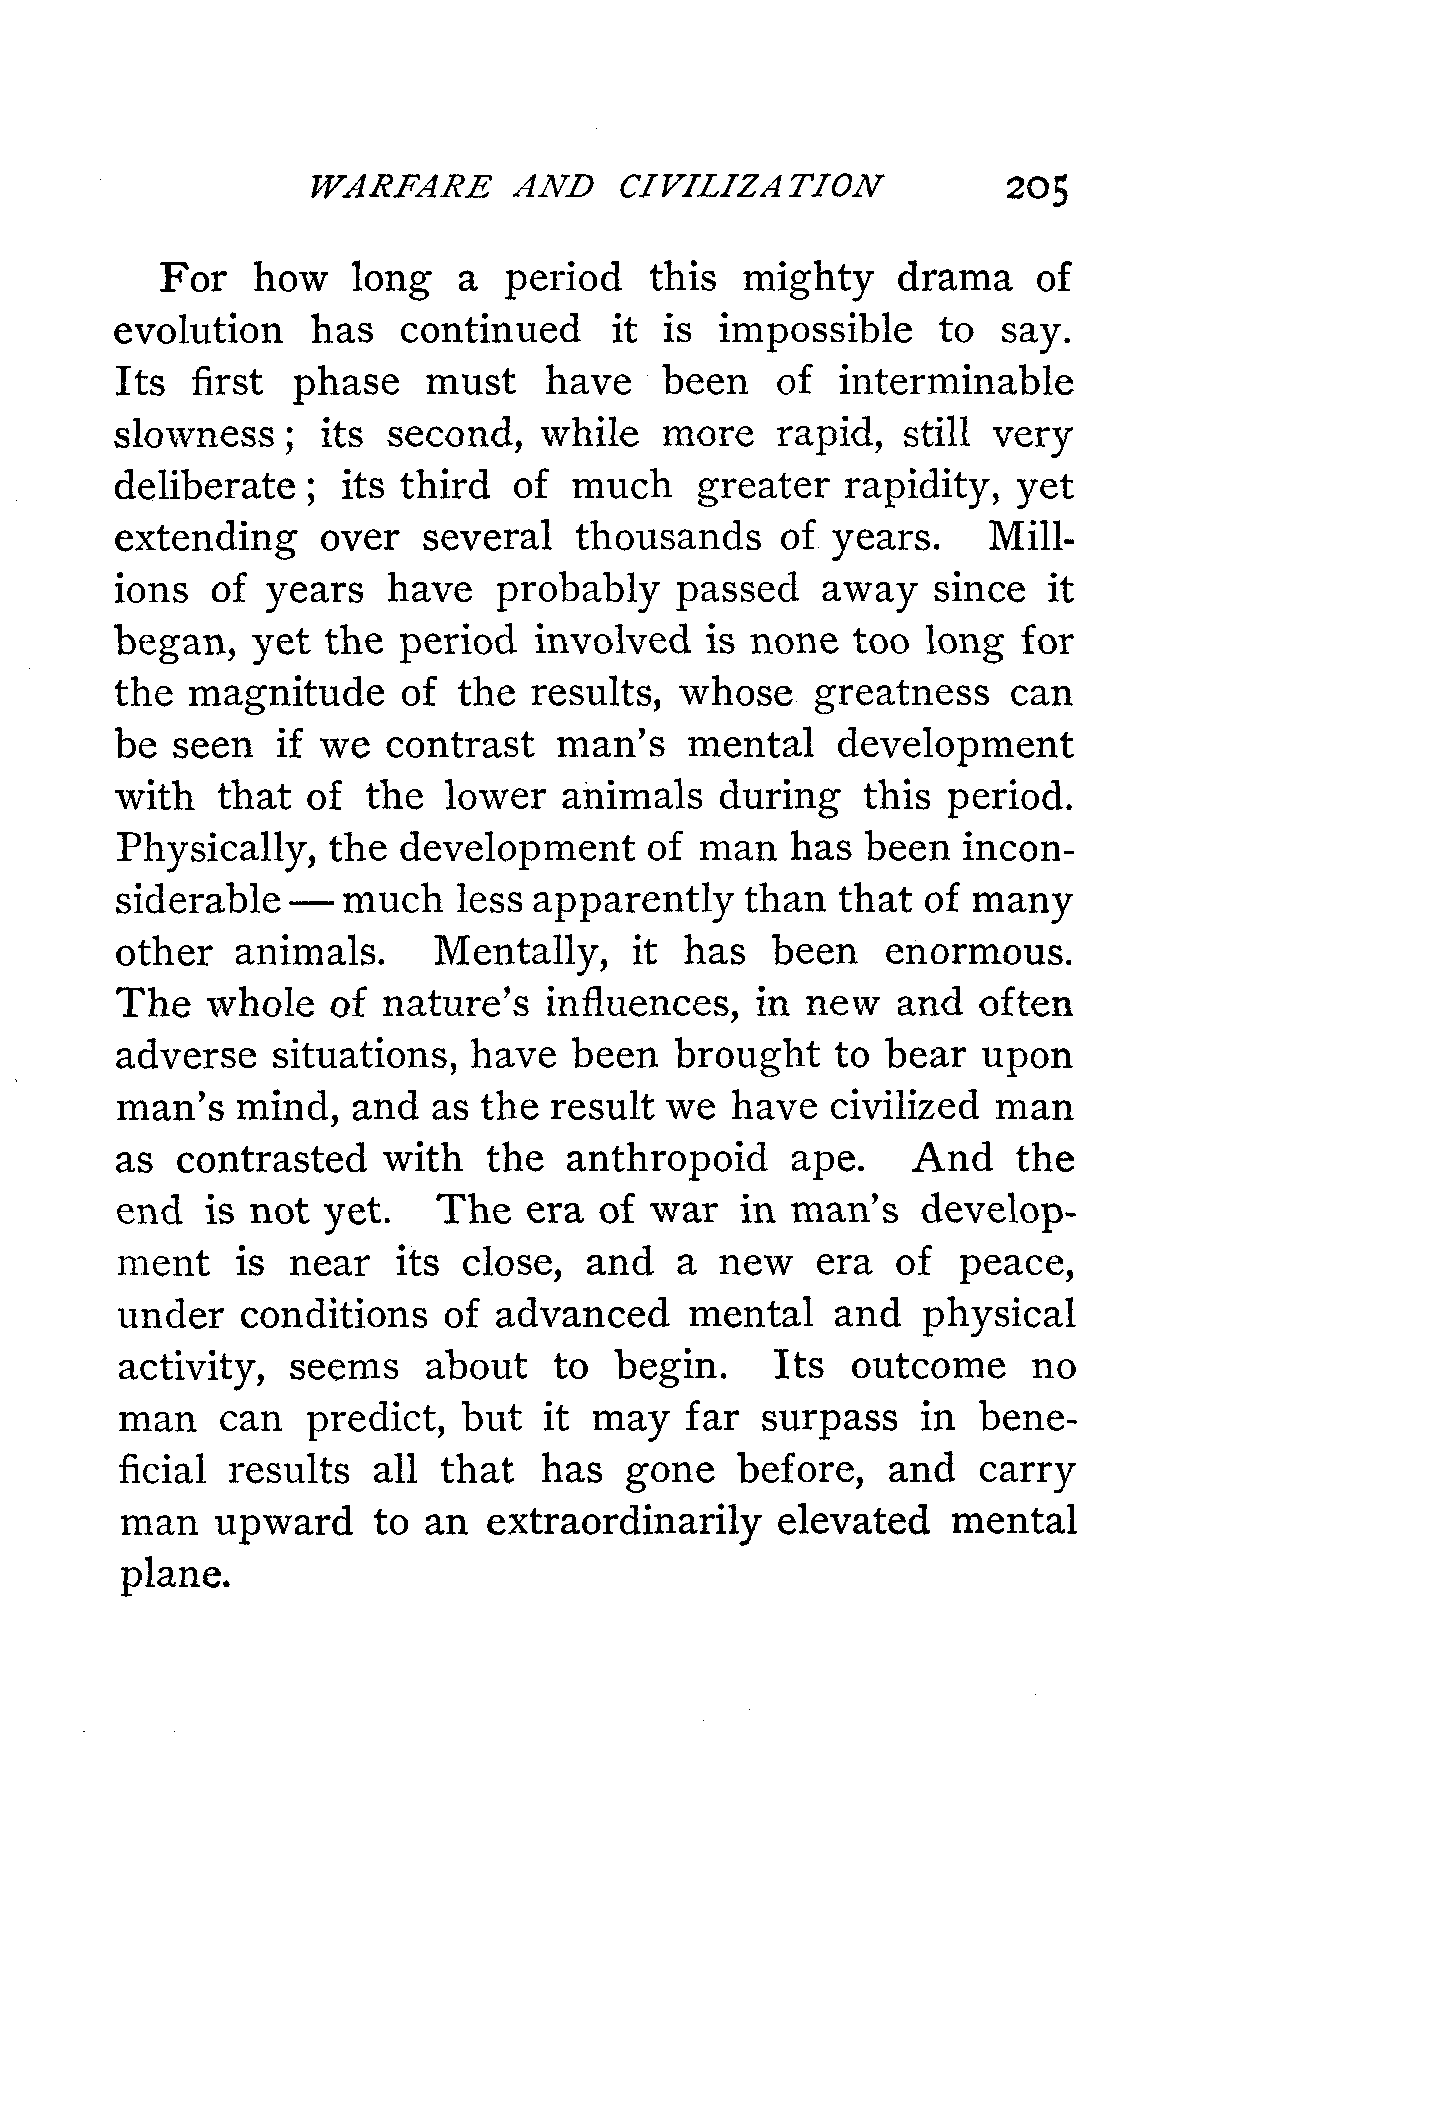 WARFARE AND CIVILIZATION 205
For how long a period this mighty drama of
evolution has continued it is impossible to say.
Its first phase must have been of interminable
slowness; its second, while more rapid, still very
deliberate; its third of much greater rapidity, yet
extending over several thousands of years. Mill-
ions of years have probably passed away since it
began, yet the period involved is none too long for
the magnitude of the results, whose greatness can
be seen if we contrast man's mental development
with that of the lower animals during this period.
Physically, the development of man has been incon-
siderable — much less apparently than that of many
other animals. Mentally, it has been enormous.
The whole of nature's influences, in new and often
adverse situations, have been brought to bear upon
man's mind, and as the result we have civilized man
as contrasted with the anthropoid ape. And the
end is not yet. The era of war in man's develop-
ment is near its close, and a new era of peace,
under conditions of advanced mental and physical
activity, seems about to begin. Its outcome no
man can predict, but it may far surpass in bene-
ficial results all that has gone before, and carry
man upward to an extraordinarily elevated mental
plane.